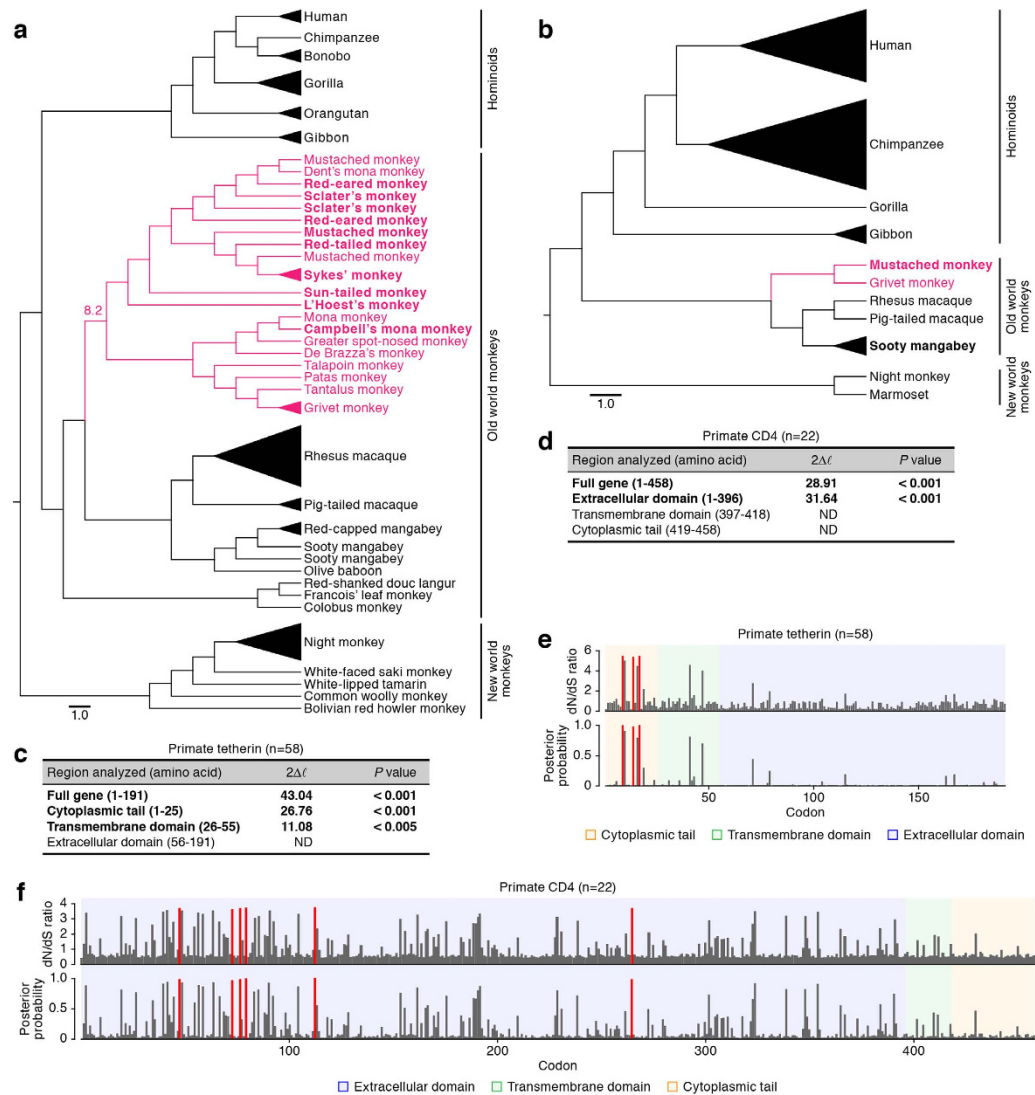 a
Human
Chimpanzee
Bonobo
Gorilla
Orangutan
Gibbon
Hominoids
Mustached monkey
Dent's mona monkey
Red-eared monkey
Sclater's monkey
Sclater's monkey
Red-eared monkey
Mustached monkey
Red-tailed monkey
Mustached monkey
Sykes' monkey
Sun-tailed monkey
L'Hoest's monkey
Mona monkey
Campbell's mona monkey
Greater spot-nosed monkey
De Brazza's monkey
Talapoin monkey
Patas monkey
Tantalus monkey
Grivet monkey
8.2
Rhesus macaque
Pig-tailed macaque
Red-capped mangabey
Sooty mangabey
Sooty mangabey
Olive baboon
Red-shanked douc langur
Francois' leaf monkey
Colobus monkey
Old world monkeys
Night monkey
White-faced saki monkey
White-lipped tamarin
Common woolly monkey
Bolivian red howler monkey
New world
monkeys
1.0
b
Human
Chimpanzee
Gorilla
Gibbon
Hominoids
Mustached monkey
Grivet monkey
Rhesus macaque
Pig-tailed macaque
Sooty mangabey
Old world
monkeys
Night monkey
Marmoset
New world
monkeys
1.0
c
Primate tetherin (n=58)
Region analyzed (amino acid) 2Δℓ P value
Full gene (1-191) 43.04 < 0.001
Cytoplasmic tail (1-25) 26.76 < 0.001
Transmembrane domain (26-55) 11.08 < 0.005
Extracellular domain (56-191) ND
d
Primate CD4 (n=22)
Region analyzed (amino acid) 2Δℓ P value
Full gene (1-458) 28.91 < 0.001
Extracellular domain (1-396) 31.64 < 0.001
Transmembrane domain (397-418) ND
Cytoplasmic tail (419-458) ND
e
Primate tetherin (n=58)
dN/dS ratio
6
4
2
0
Posterior
probability
1.0
0.5
0
50 100 150
Codon
Cytoplasmic tail Transmembrane domain Extracellular domain
f
Primate CD4 (n=22)
dN/dS ratio
4
3
2
1
0
Posterior
probability
1.0
0.5
0
100 200 300 400
Codon
Extracellular domain Transmembrane domain Cytoplasmic tail